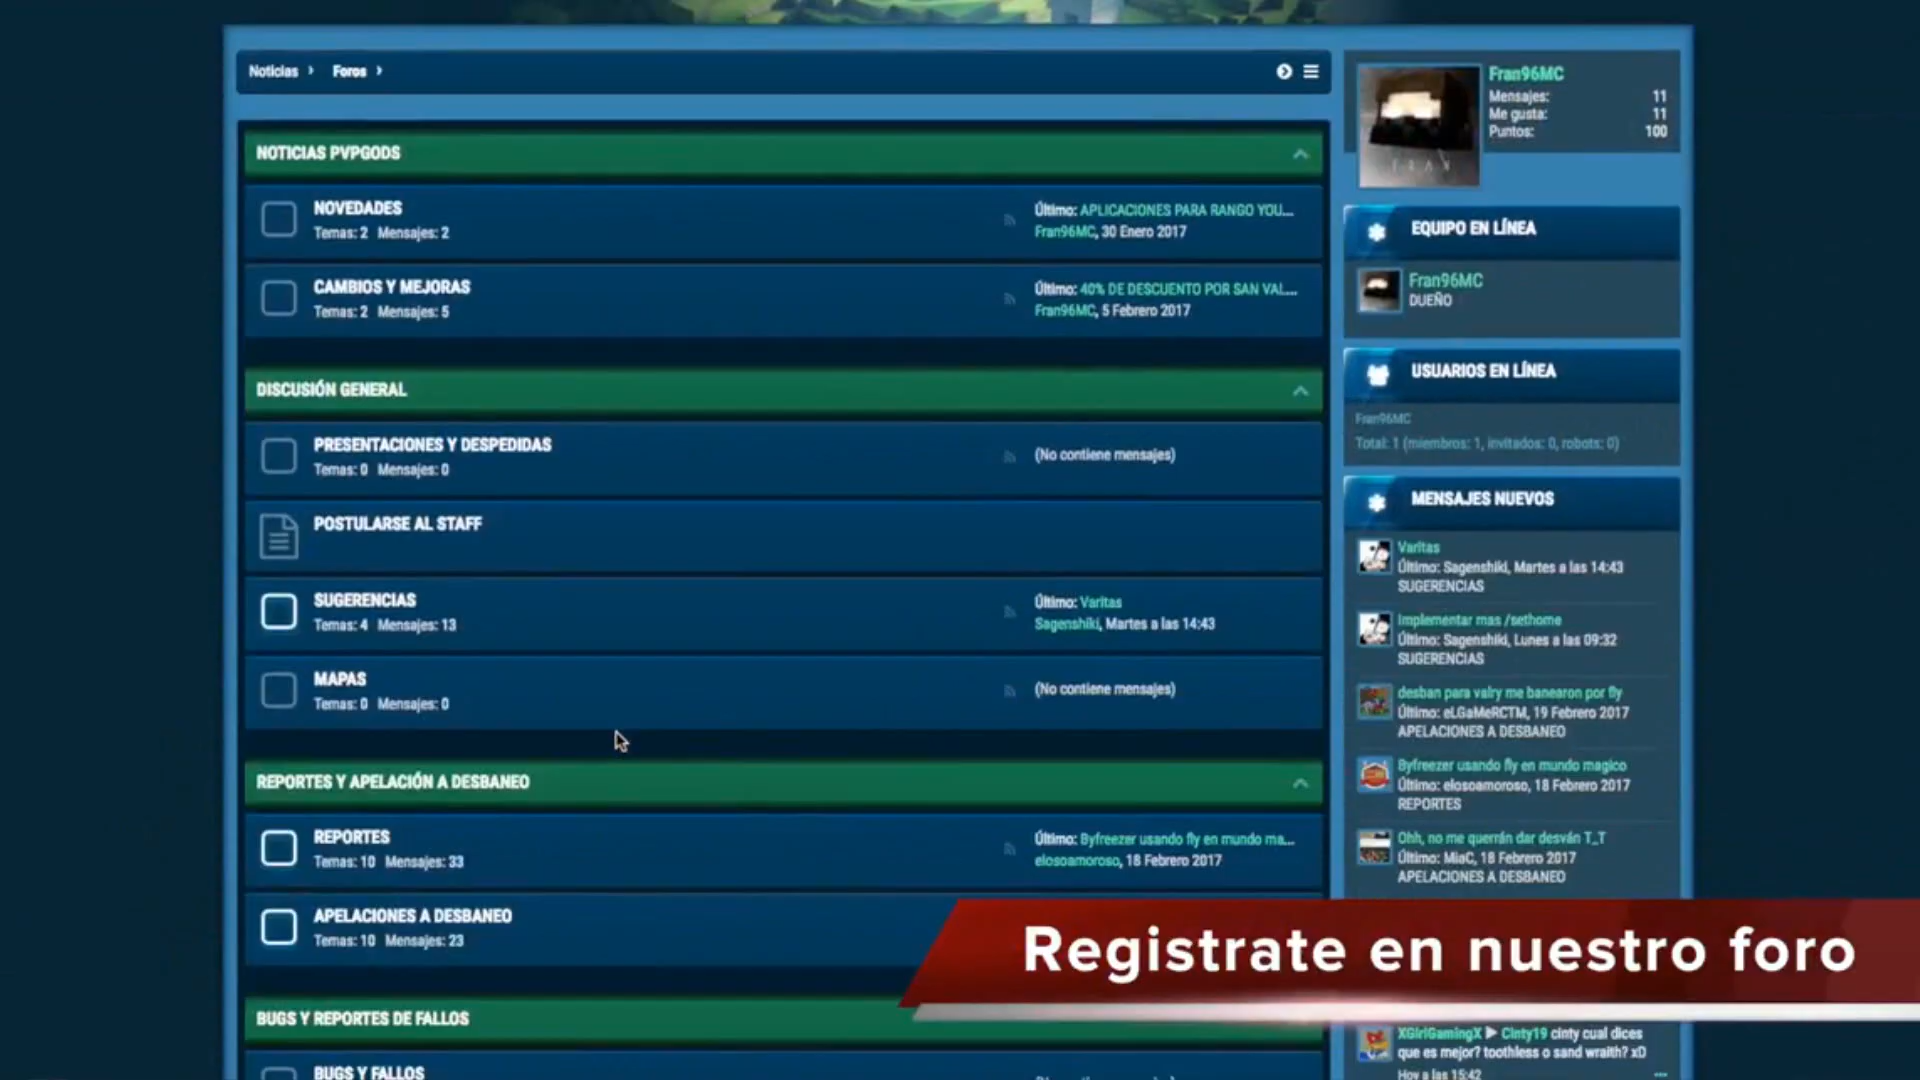 Noticias
Foros
NOTICIAS PVPGODS
NOVEDADES
Temas: 2 Mensajes: 2
Último: APLICACIONES PARA RANGO YOU...
Fran96MC, 30 Enero 2017
CAMBIOS Y MEJORAS
Temas: 2 Mensajes: 5
Último: 40% DE DESCUENTO POR SAN VAL...
Fran96MC, 5 Febrero 2017
DISCUSIÓN GENERAL
PRESENTACIONES Y DESPEDIDAS
Temas: 0 Mensajes: 0
(No contiene mensajes)
POSTULARSE AL STAFF
SUGERENCIAS
Temas: 4 Mensajes: 13
Último: Varitas
Sagenshiki, Martes a las 14:43
MAPAS
Temas: 0 Mensajes: 0
(No contiene mensajes)
REPORTES Y APELACIÓN A DESBANEO
REPORTES
Temas: 10 Mensajes: 33
Último: Byfreezer usando fly en mundo ma...
elosoamoroso, 18 Febrero 2017
APELACIONES A DESBANEO
Temas: 10 Mensajes: 23
BUGS Y REPORTES DE FALLOS
BUGS Y FALLOS
Fran96MC
Mensajes: 11
Me gusta: 11
Puntos: 100
FRAN
EQUIPO EN LÍNEA
Fran96MC
DUEÑO
USUARIOS EN LÍNEA
Fran96MC
Total: 1 (miembros: 1, invitados: 0, robots: 0)
MENSAJES NUEVOS
Varitas
Último: Sagenshiki, Martes a las 14:43
SUGERENCIAS
Implementar mas /sethome
Último: Sagenshiki, Lunes a las 09:32
SUGERENCIAS
desban para valry me banearon por fly
Último: eLGaMeRCTM, 19 Febrero 2017
APELACIONES A DESBANEO
Byfreezer usando fly en mundo magico
Último: elosoamoroso, 18 Febrero 2017
REPORTES
Ohh, no me querrán dar desván T_T
Último: MiaC, 18 Febrero 2017
APELACIONES A DESBANEO
Registrate en nuestro foro
XGirlGamingX ▶ Cinty19 cinty cual dices
que es mejor? toothless o sand wraith? xD
Hoy a las 15:42